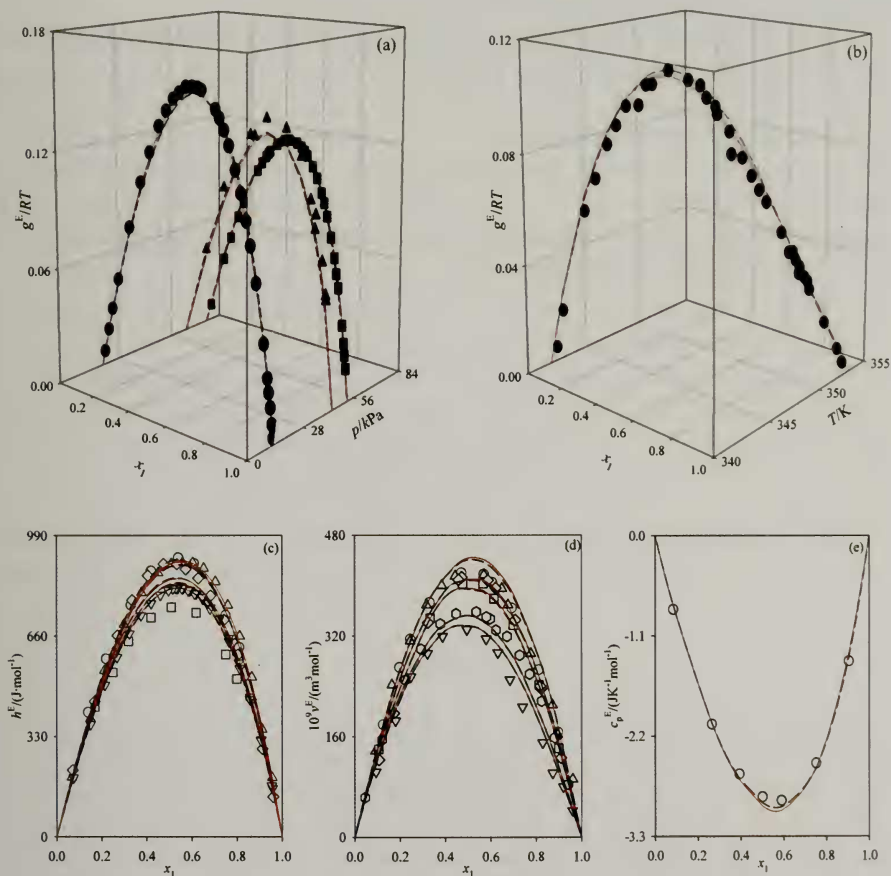 0.18
(a)
0.12
0.06
0.00
g^E/RT
0.2
0.4
0.6
0.8
1.0
x_1
0
28
56
84
p/kPa
0.12
(b)
0.08
0.04
0.00
g^E/RT
0.2
0.4
0.6
0.8
1.0
x_1
340
345
350
355
T/K
990
(c)
660
330
0
h^E/(J·mol^-1)
0.0 0.2 0.4 0.6 0.8 1.0
x_1
480
(d)
320
160
0
10^9v^E/(m^3mol^-1)
0.0 0.2 0.4 0.6 0.8 1.0
x_1
0.0
(e)
-1.1
-2.2
-3.3
c_p^E/(JK^-1mol^-1)
0.0 0.2 0.4 0.6 0.8 1.0
x_1